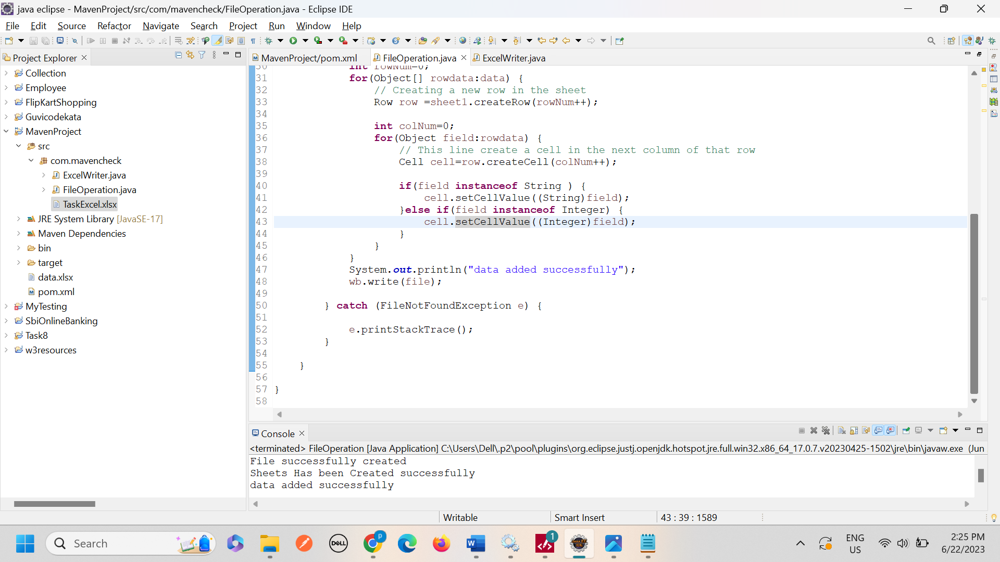 java eclipse - MavenProject/src/com/mavencheck/FileOperation.java - Eclipse IDE
File Edit Source Refactor Navigate Search Project Run Window Help
Project Explorer
Collection
Employee
FlipKartShopping
Guvicodekata
MavenProject
src
com.mavencheck
ExcelWriter.java
FileOperation.java
TaskExcel.xlsx
JRE System Library [JavaSE-17]
Maven Dependencies
bin
target
data.xlsx
pom.xml
MyTesting
SbiOnlineBanking
Task8
w3resources
MavenProject/pom.xml FileOperation.java ExcelWriter.java
30 int rowNum=0;
31 for(Object[] rowdata:data) {
32 // Creating a new row in the sheet
33 Row row =sheet1.createRow(rowNum++);
34
35 int colNum=0;
36 for(Object field:rowdata) {
37 // This line create a cell in the next column of that row
38 Cell cell=row.createCell(colNum++);
39
40 if(field instanceof String ) {
41 cell.setCellValue((String)field);
42 }else if(field instanceof Integer) {
43 cell.setCellValue((Integer)field);
44 }
45 }
46 }
47 System.out.println("data added successfully");
48 wb.write(file);
49
50 } catch (FileNotFoundException e) {
51
52 e.printStackTrace();
53 }
54
55 }
56
57 }
58
Console
<terminated> FileOperation [Java Application] C:\Users\Dell\.p2\pool\plugins\org.eclipse.justj.openjdk.hotspot.jre.full.win32.x86_64_17.0.7.v20230425-1502\jre\bin\javaw.exe (Jun
File successfully created
Sheets Has been Created successfully
data added successfully
Writable Smart Insert 43 : 39 : 1589
Search
DELL
P
W
1
Java EE
IDE
ENG
US
2:25 PM
6/22/2023